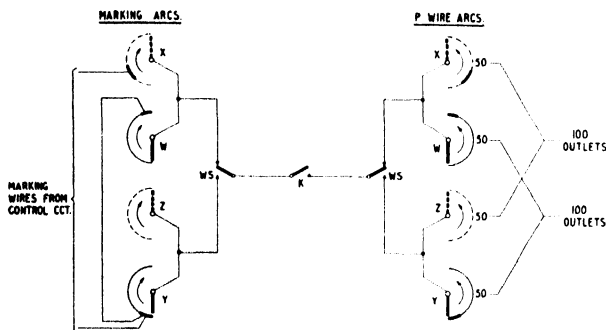 MARKING ARCS.
P WIRE ARCS.
X
X
50
W
W
50
100
OUTLETS
WS
K
WS
MARKING
WIRES FROM
CONTROL CCT.
Z
Z
50
100
OUTLETS
Y
Y
50